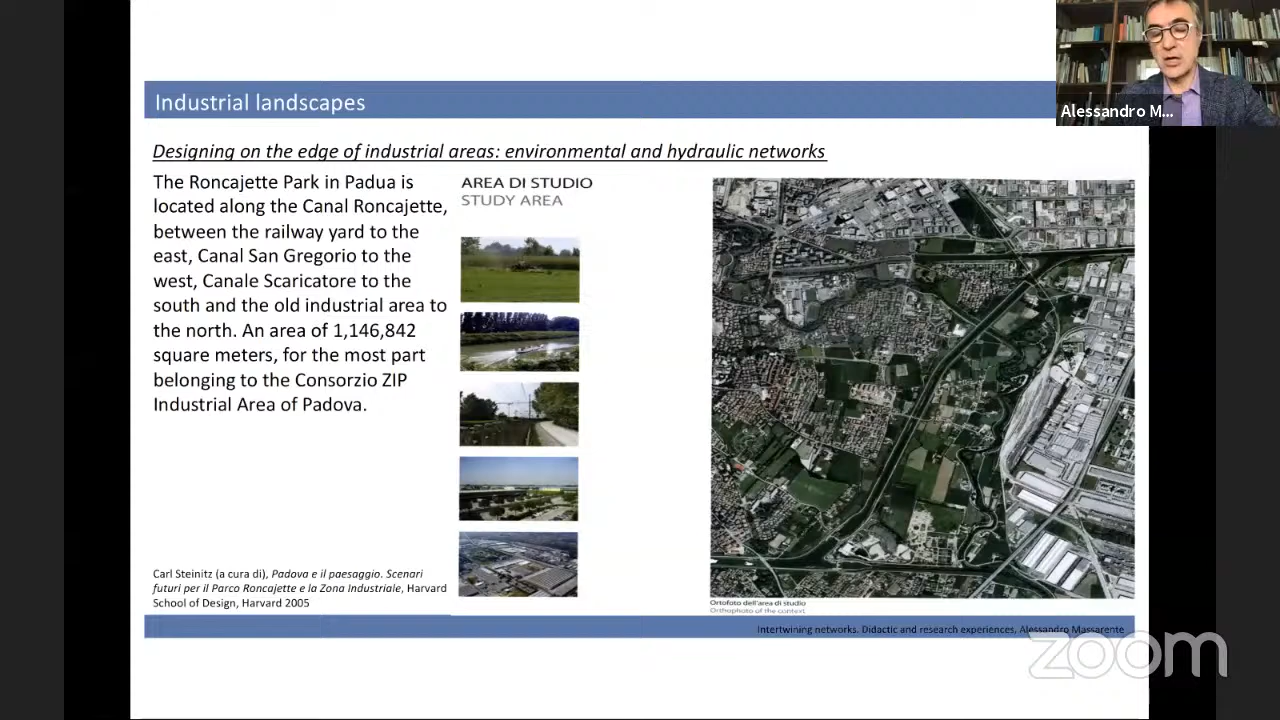 Alessandro M...
Industrial landscapes
Designing on the edge of industrial areas: environmental and hydraulic networks
The Roncajette Park in Padua is
located along the Canal Roncajette,
between the railway yard to the
east, Canal San Gregorio to the
west, Canale Scaricatore to the
south and the old industrial area to
the north. An area of 1,146,842
square meters, for the most part
belonging to the Consorzio ZIP
Industrial Area of Padova.
AREA DI STUDIO
STUDY AREA
Carl Steinitz (a cura di), Padova e il paesaggio. Scenari
futuri per il Parco Roncajette e la Zona Industriale, Harvard
School of Design, Harvard 2005
Ortofoto dell'area di studio
Orthophoto of the context
Intertwining networks. Didactic and research experiences, Alessandro Massarente
zoom